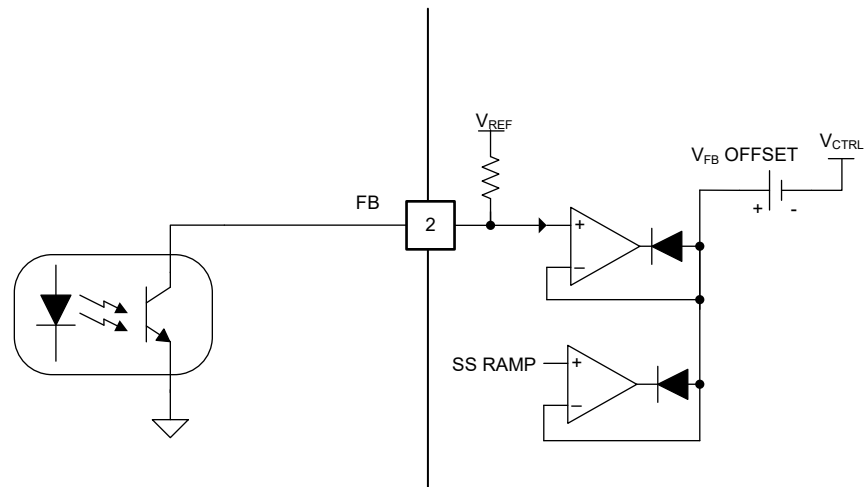 V_REF
V_FB OFFSET
V_CTRL
FB
2
+ -
+
–
SS RAMP
+
–